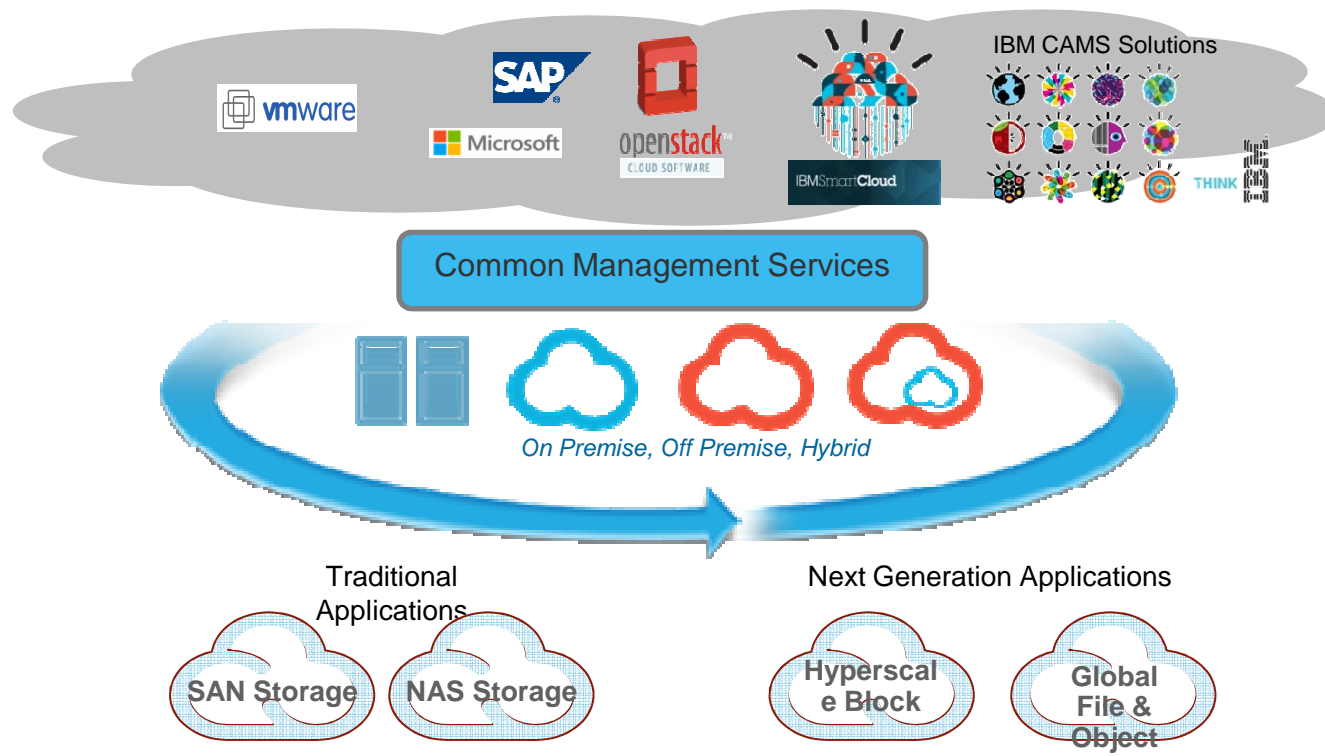 IBM CAMS Solutions
SAP
vmware
Microsoft
openstack™
CLOUD SOFTWARE
IBMSmartCloud
THINK
IBM
Common Management Services
On Premise, Off Premise, Hybrid
Traditional
Applications
Next Generation Applications
SAN Storage
NAS Storage
Hyperscal
e Block
Global
File &
Object